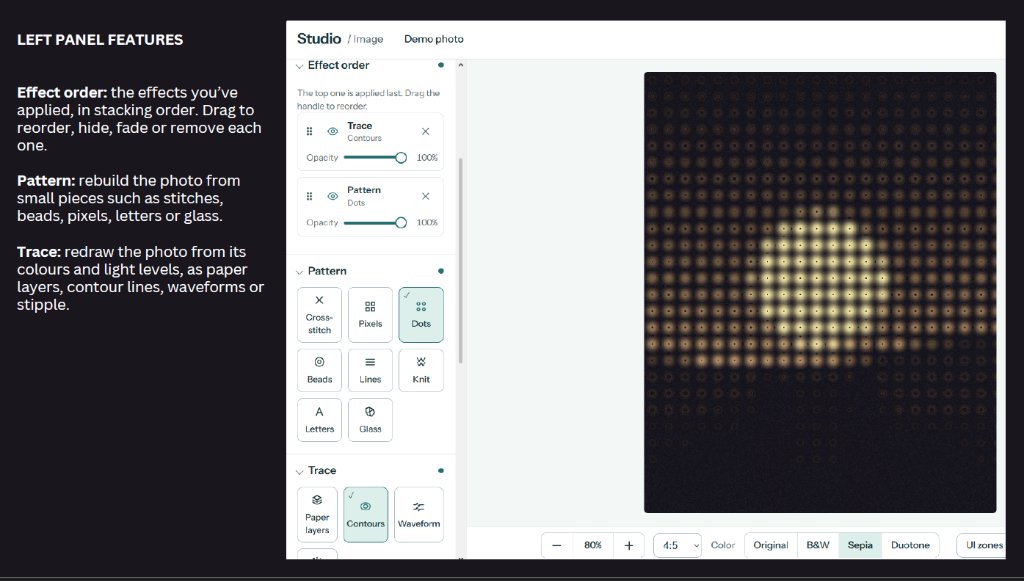 LEFT PANEL FEATURES
Effect order: the effects you've
applied, in stacking order. Drag to
reorder, hide, fade or remove each
one.
Pattern: rebuild the photo from
small pieces such as stitches,
beads, pixels, letters or glass.
Trace: redraw the photo from its
colours and light levels, as paper
layers, contour lines, waveforms or
stipple.
Studio / Image Demo photo
Effect order
The top one is applied last. Drag the
handle to reorder.
Trace
Contours
Opacity 100%
Pattern
Dots
Opacity 100%
Pattern
Cross-
stitch
Pixels
Dots
Beads
Lines
Knit
Letters
Glass
Trace
Paper
layers
Contours
Waveform
80%
4:5
Color
Original
B&W
Sepia
Duotone
UI zones